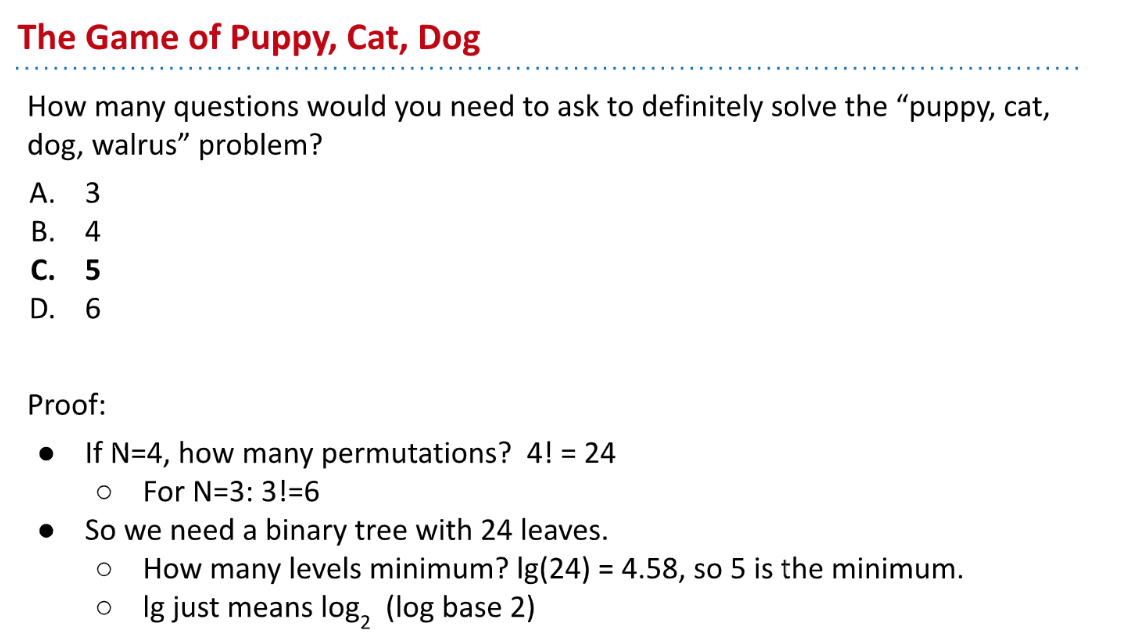 The Game of Puppy, Cat, Dog
How many questions would you need to ask to definitely solve the “puppy, cat,
dog, walrus” problem?
A. 3
B. 4
C. 5
D. 6
Proof:
● If N=4, how many permutations? 4! = 24
○ For N=3: 3!=6
● So we need a binary tree with 24 leaves.
○ How many levels minimum? lg(24) = 4.58, so 5 is the minimum.
○ lg just means log₂ (log base 2)